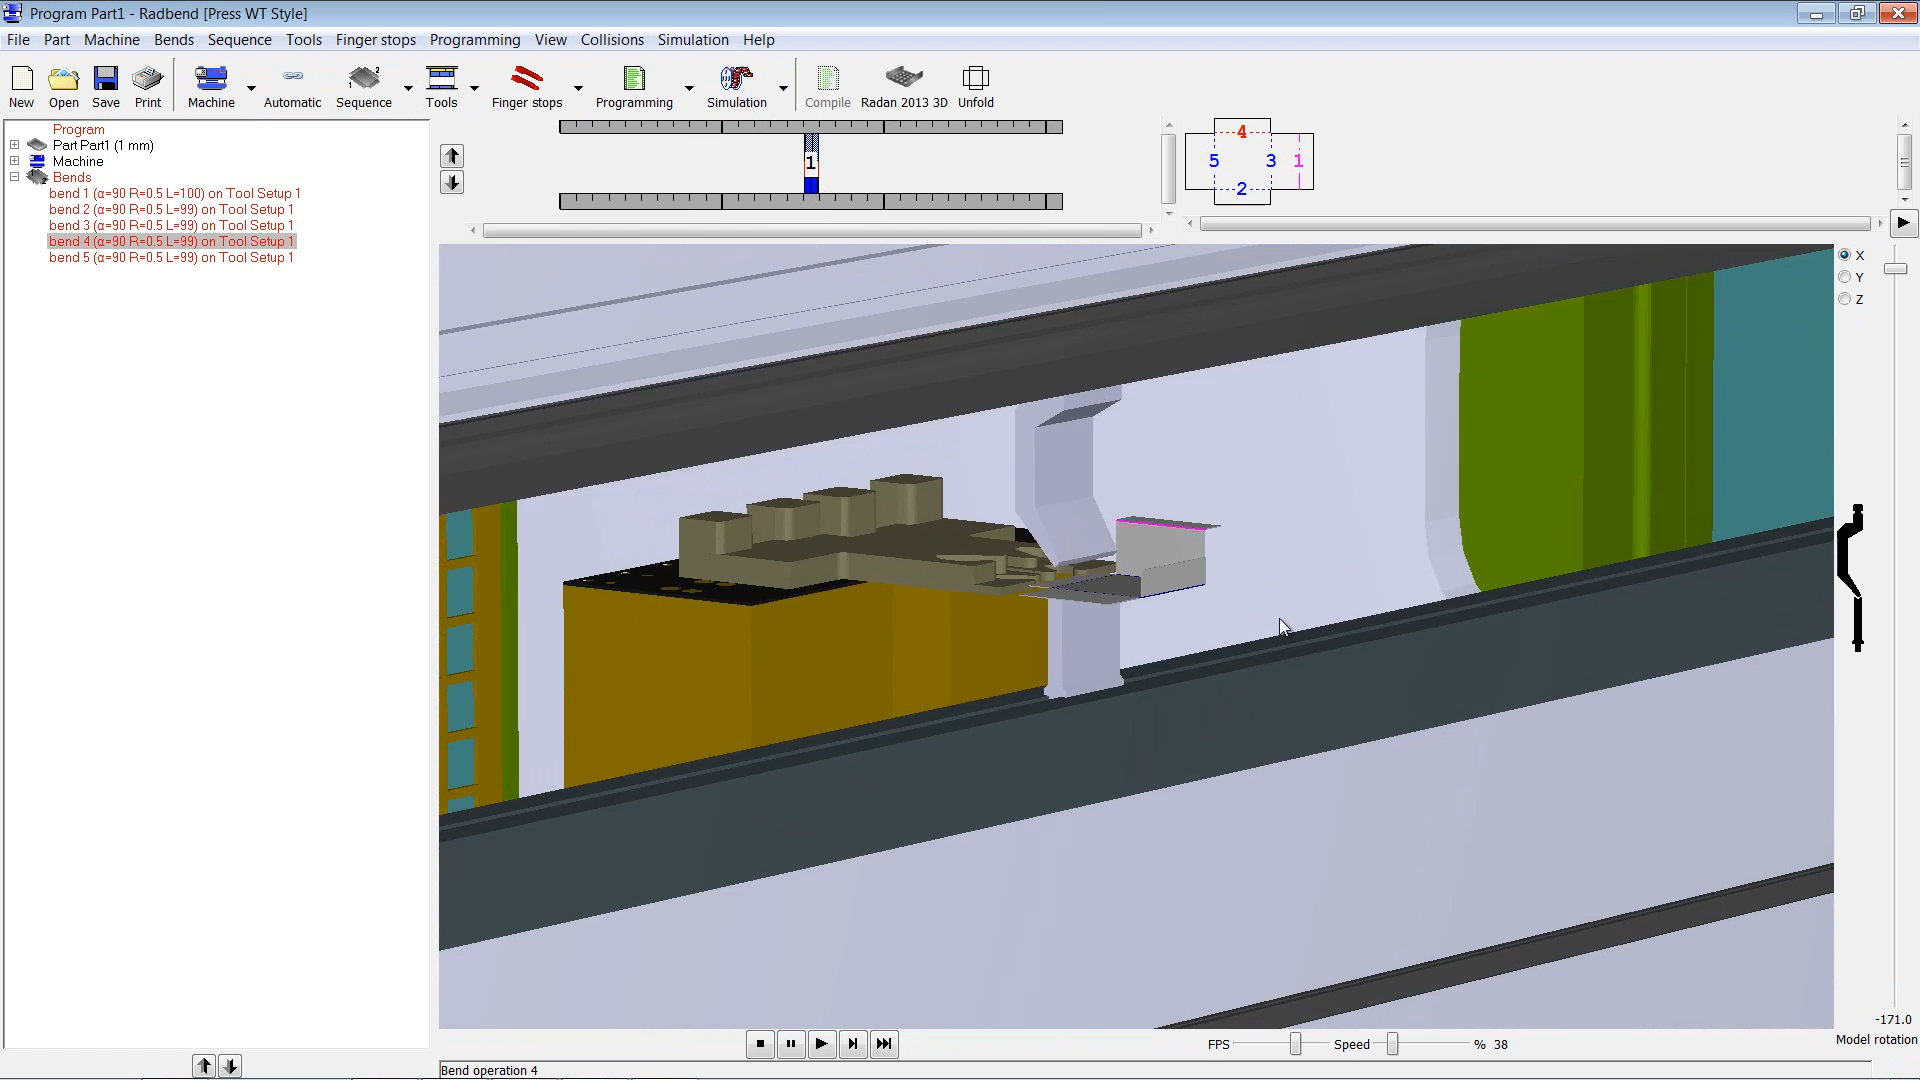 Program Part1 - Radbend [Press WT Style]
File Part Machine Bends Sequence Tools Finger stops Programming View Collisions Simulation Help
New Open Save Print Machine Automatic Sequence Tools Finger stops Programming Simulation Compile Radan 2013 3D Unfold
Program
Part Part1 (1 mm)
Machine
Bends
bend 1 (α=90 R=0.5 L=100) on Tool Setup 1
bend 2 (α=90 R=0.5 L=99) on Tool Setup 1
bend 3 (α=90 R=0.5 L=99) on Tool Setup 1
bend 4 (α=90 R=0.5 L=99) on Tool Setup 1
bend 5 (α=90 R=0.5 L=99) on Tool Setup 1
1
4
5 3 1
2
X
Y
Z
-171.0
Model rotation
FPS Speed % 38
Bend operation 4